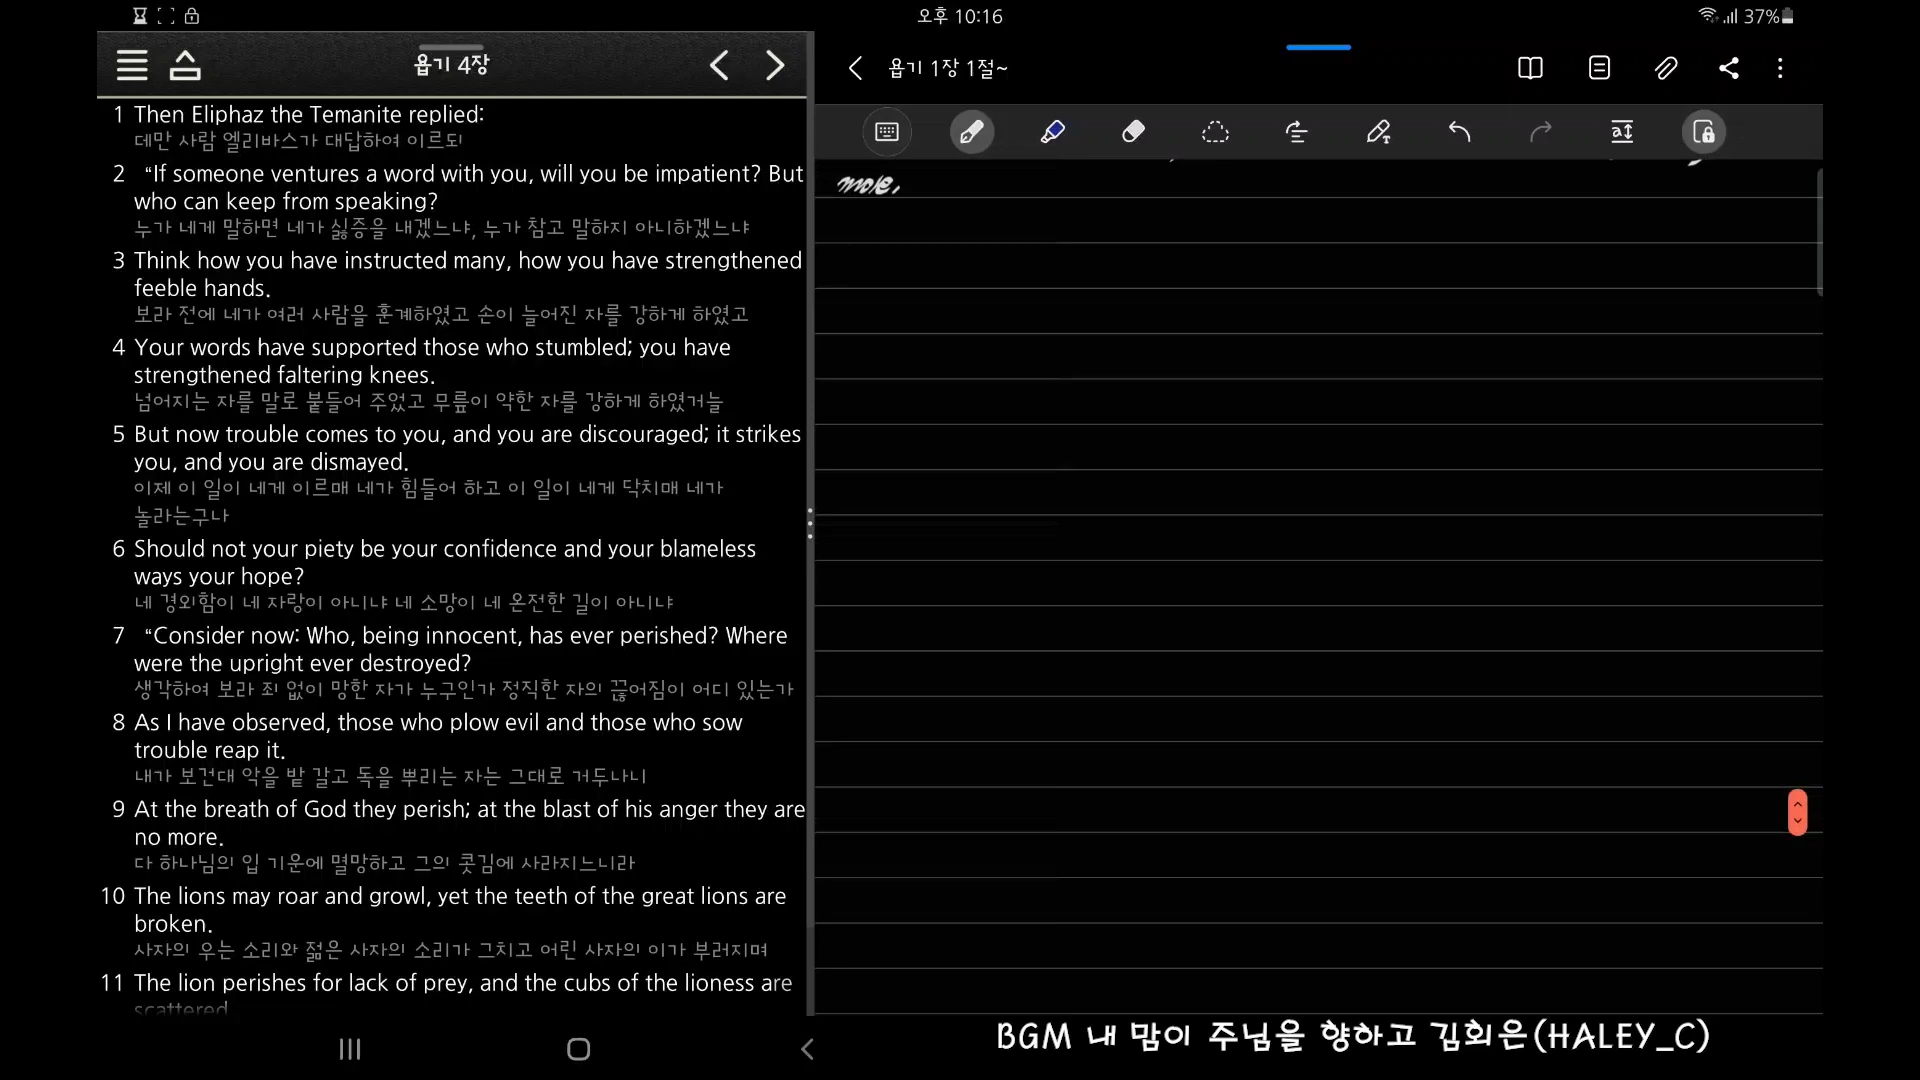 오후 10:16
37%
욥기 4장
1 Then Eliphaz the Temanite replied:
데만 사람 엘리바스가 대답하여 이르되
2 “If someone ventures a word with you, will you be impatient? But
who can keep from speaking?
누가 네게 말하면 네가 싫증을 내겠느냐, 누가 참고 말하지 아니하겠느냐
3 Think how you have instructed many, how you have strengthened
feeble hands.
보라 전에 네가 여러 사람을 훈계하였고 손이 늘어진 자를 강하게 하였고
4 Your words have supported those who stumbled; you have
strengthened faltering knees.
넘어지는 자를 말로 붙들어 주었고 무릎이 약한 자를 강하게 하였거늘
5 But now trouble comes to you, and you are discouraged; it strikes
you, and you are dismayed.
이제 이 일이 네게 이르매 네가 힘들어 하고 이 일이 네게 닥치매 네가
놀라는구나
6 Should not your piety be your confidence and your blameless
ways your hope?
네 경외함이 네 자랑이 아니냐 네 소망이 네 온전한 길이 아니냐
7 “Consider now: Who, being innocent, has ever perished? Where
were the upright ever destroyed?
생각하여 보라 죄 없이 망한 자가 누구인가 정직한 자의 끊어짐이 어디 있는가
8 As I have observed, those who plow evil and those who sow
trouble reap it.
내가 보건대 악을 밭 갈고 독을 뿌리는 자는 그대로 거두나니
9 At the breath of God they perish; at the blast of his anger they are
no more.
다 하나님의 입 기운에 멸망하고 그의 콧김에 사라지느니라
10 The lions may roar and growl, yet the teeth of the great lions are
broken.
사자의 우는 소리와 젊은 사자의 소리가 그치고 어린 사자의 이가 부러지며
11 The lion perishes for lack of prey, and the cubs of the lioness are
scattered
욥기 1장 1절~
more.
BGM 내 맘이 주님을 향하고 김회은(HALEY_C)